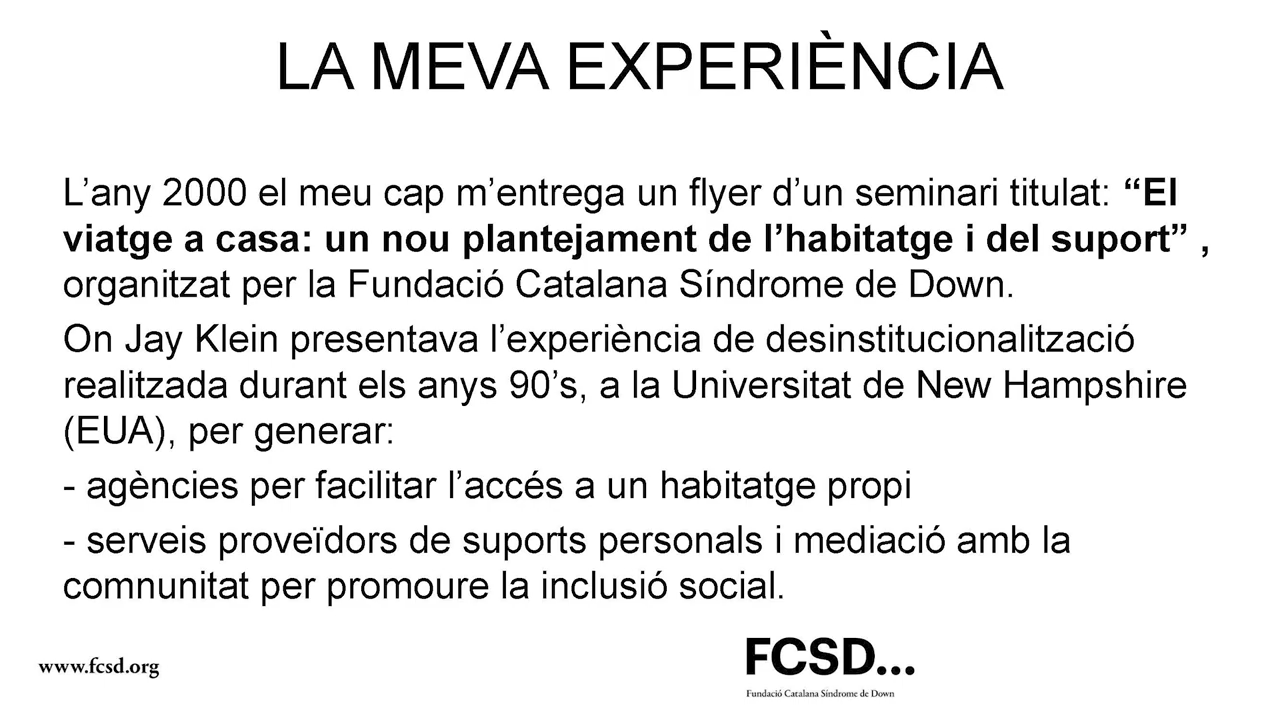 LA MEVA EXPERIÈNCIA
L’any 2000 el meu cap m’entrega un flyer d’un seminari titulat: “El
viatge a casa: un nou plantejament de l’habitatge i del suport” ,
organitzat per la Fundació Catalana Síndrome de Down.
On Jay Klein presentava l’experiència de desinstitucionalització
realitzada durant els anys 90’s, a la Universitat de New Hampshire
(EUA), per generar:
- agències per facilitar l’accés a un habitatge propi
- serveis proveïdors de suports personals i mediació amb la
comnunitat per promoure la inclusió social.
www.fcsd.org
FCSD...
Fundació Catalana Síndrome de Down